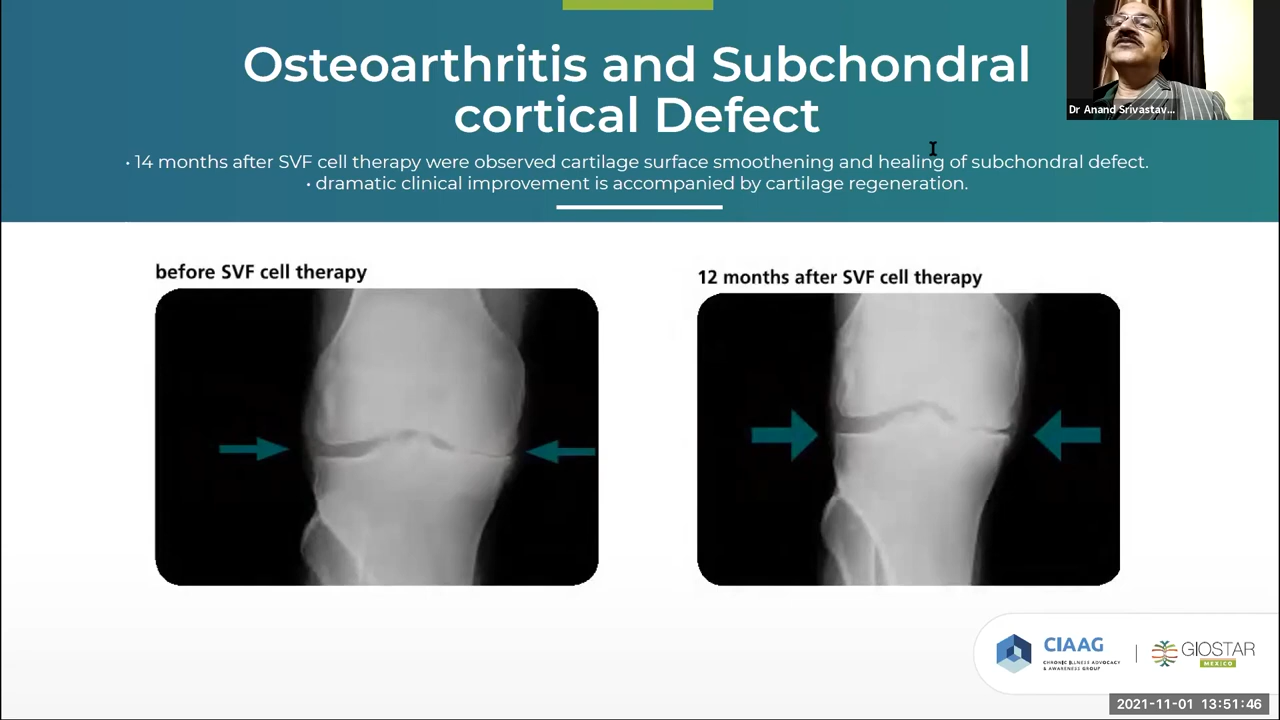 Osteoarthritis and Subchondral
cortical Defect
• 14 months after SVF cell therapy were observed cartilage surface smoothening and healing of subchondral defect.
• dramatic clinical improvement is accompanied by cartilage regeneration.
Dr Anand Srivastav...
before SVF cell therapy
12 months after SVF cell therapy
CIAAG
CHRONIC ILLNESS ADVOCACY
& AWARENESS GROUP
GIOSTAR
MEXICO
2021-11-01 13:51:46